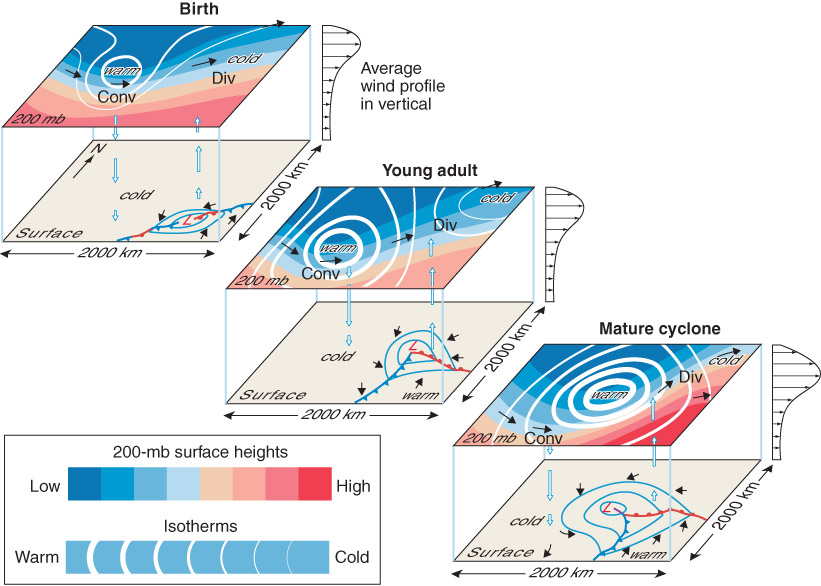 Birth
warm
cold
Conv
Div
200 mb
Average
wind profile
in vertical
N
cold
L
Surface
2000 km
2000 km
Young adult
warm
cold
Conv
Div
200 mb
cold
L
warm
Surface
2000 km
2000 km
Mature cyclone
warm
cold
Conv
Div
200 mb
cold
L
warm
Surface
2000 km
2000 km
200-mb surface heights
Low
High
Isotherms
Warm
Cold